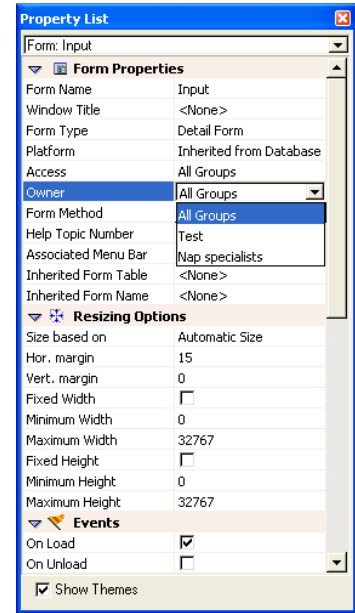 Property List
Form: Input
Form Properties
Form Name Input
Window Title <None>
Form Type Detail Form
Platform Inherited from Database
Access All Groups
Owner All Groups
Form Method All Groups
Help Topic Number Test
Associated Menu Bar Nap specialists
Inherited Form Table <None>
Inherited Form Name <None>
Resizing Options
Size based on Automatic Size
Hor. margin 15
Vert. margin 0
Fixed Width
Minimum Width 0
Maximum Width 32767
Fixed Height
Minimum Height 0
Maximum Height 32767
Events
On Load
On Unload
Show Themes